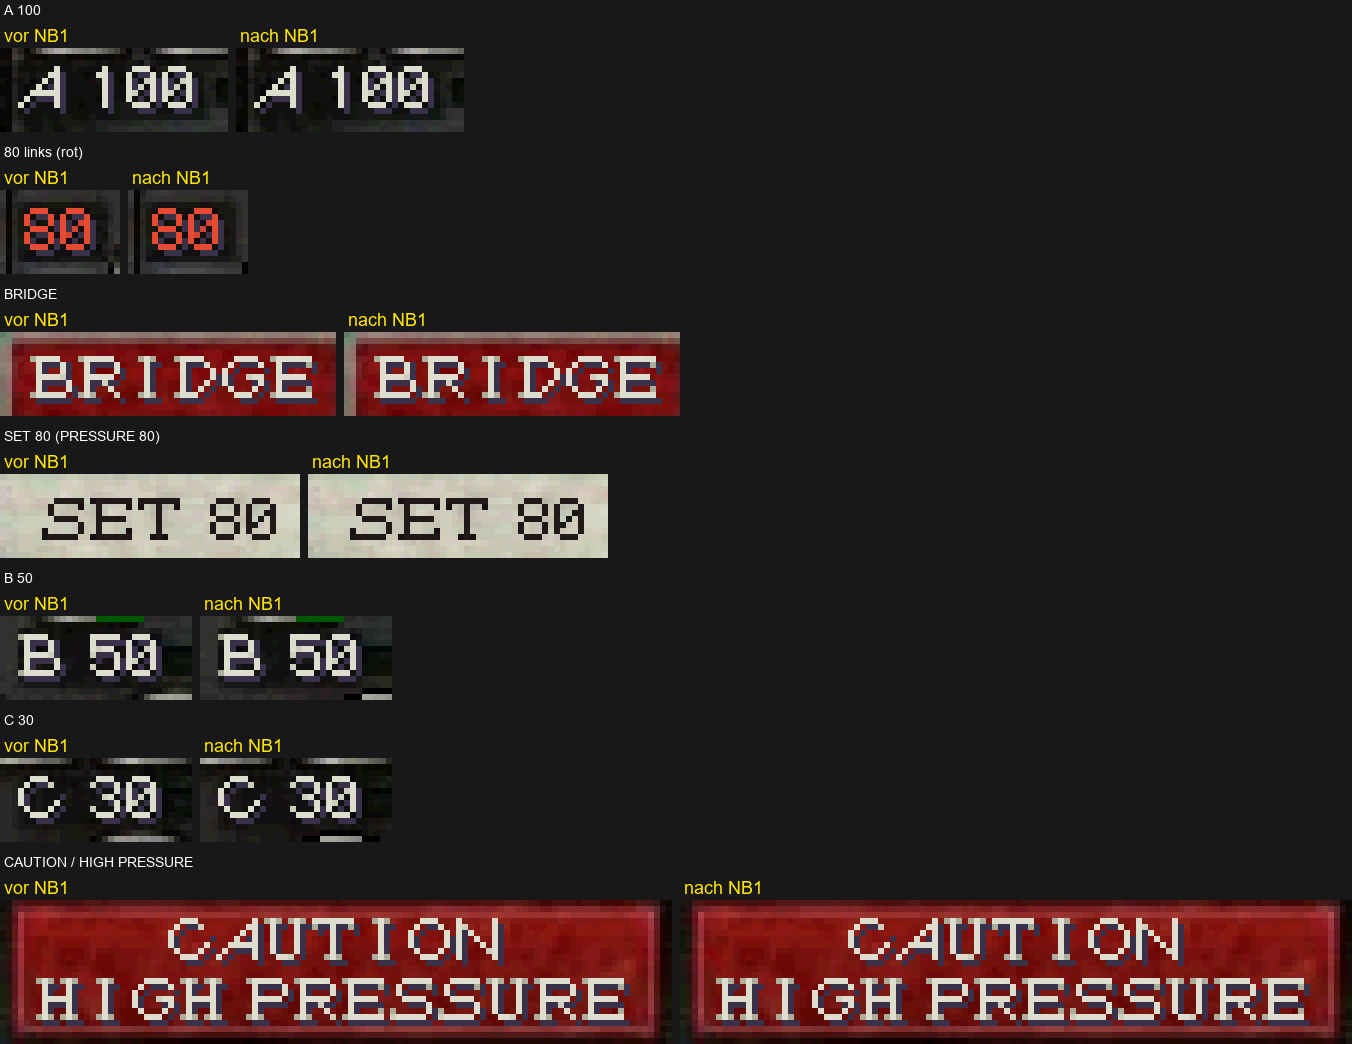 A 100
vor NB1 nach NB1
A 100 A 100
80 links (rot)
vor NB1 nach NB1
80 80
BRIDGE
vor NB1 nach NB1
BRIDGE BRIDGE
SET 80 (PRESSURE 80)
vor NB1 nach NB1
SET 80 SET 80
B 50
vor NB1 nach NB1
B 50 B 50
C 30
vor NB1 nach NB1
C 30 C 30
CAUTION / HIGH PRESSURE
vor NB1 nach NB1
CAUTION CAUTION
HIGH PRESSURE HIGH PRESSURE